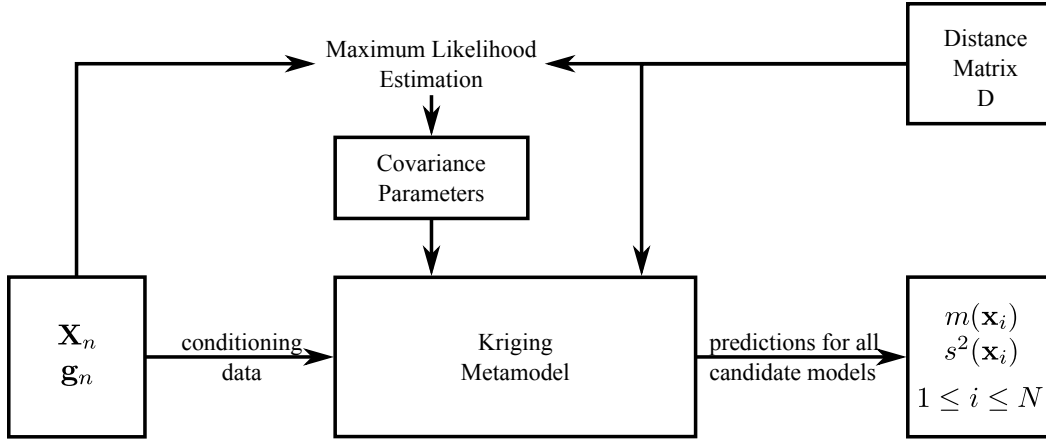 Maximum Likelihood
Estimation
Distance
Matrix
D
Covariance
Parameters
X_n
g_n
conditioning
data
Kriging
Metamodel
predictions for all
candidate models
m(x_i)
s²(x_i)
1 ≤ i ≤ N